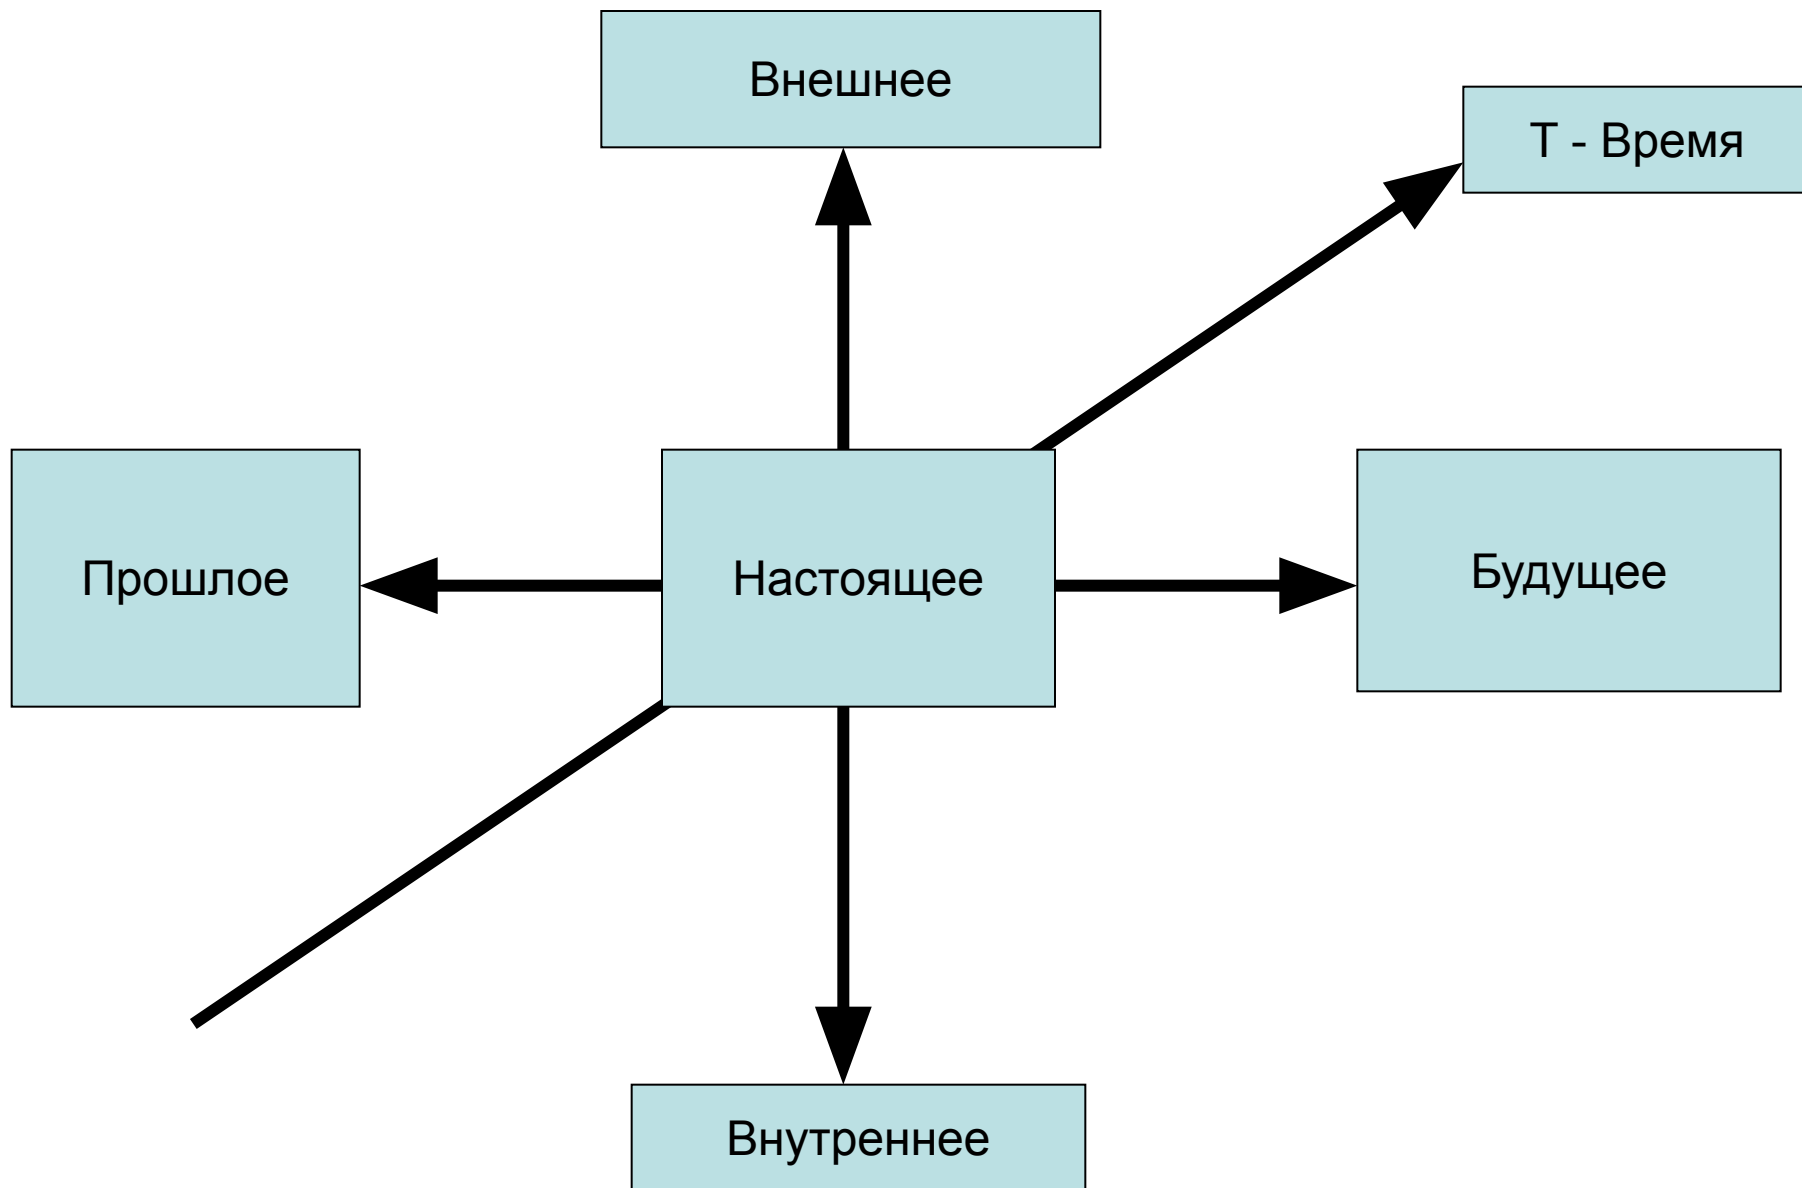 Внешнее
Т - Время
Прошлое
Настоящее
Будущее
Внутреннее